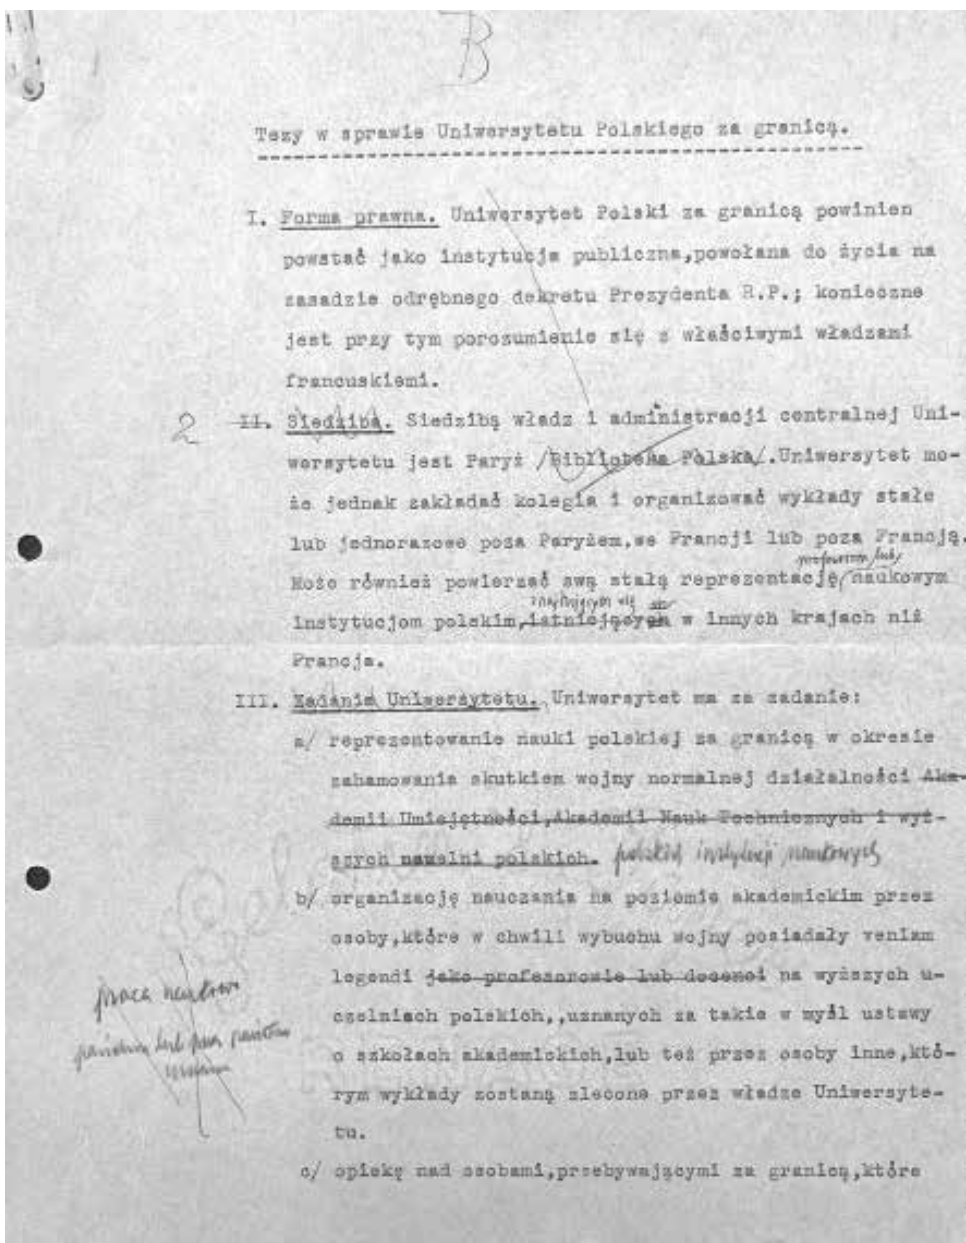 B
Tezy w sprawie Uniwersytetu Polskiego za granicą.
I. Forma prawna. Uniwersytet Polski za granicą powinien
powstać jako instytucja publiczna,powołana do życia na
zasadzie odrębnego dekretu Prezydenta R.P.; konieczne
jest przy tym porozumienie się z właściwymi władzami
francuskiemi.
2 II. Siedziba. Siedzibą władz i administracji centralnej Uni-
wersytetu jest Paryż /Biblioteka Polska/.Uniwersytet mo-
że jednak zakładać kolegia i organizować wykłady stałe
lub jednorazowe poza Paryżem,we Francji lub poza Francją.
profesorom lub
Może również powierzać swą stałą reprezentację naukowym
znajdującym się
instytucjom polskim,istniejącym w innych krajach niż
Francja.
III. Zadania Uniwersytetu. Uniwersytet ma za zadanie:
a/ reprezentowanie nauki polskiej za granicą w okresie
zahamowania skutkiem wojny normalnej działalności Aka-
demii Umiejętności,Akademii Nauk Technicznych i wyż-
szych uczelni polskich. polskich instytucji naukowych
b/ organizację nauczania na poziomie akademickim przez
osoby,które w chwili wybuchu wojny posiadały veniam
legendi jako profesorowie lub docenci na wyższych u-
czelniach polskich,,uznanych za takie w myśl ustawy
o szkołach akademickich,lub też przez osoby inne,któ-
rym wykłady zostaną zlecone przez władze Uniwersyte-
tu.
praca naukowa
c/ opiekę nad osobami,przebywającymi za granicą,które